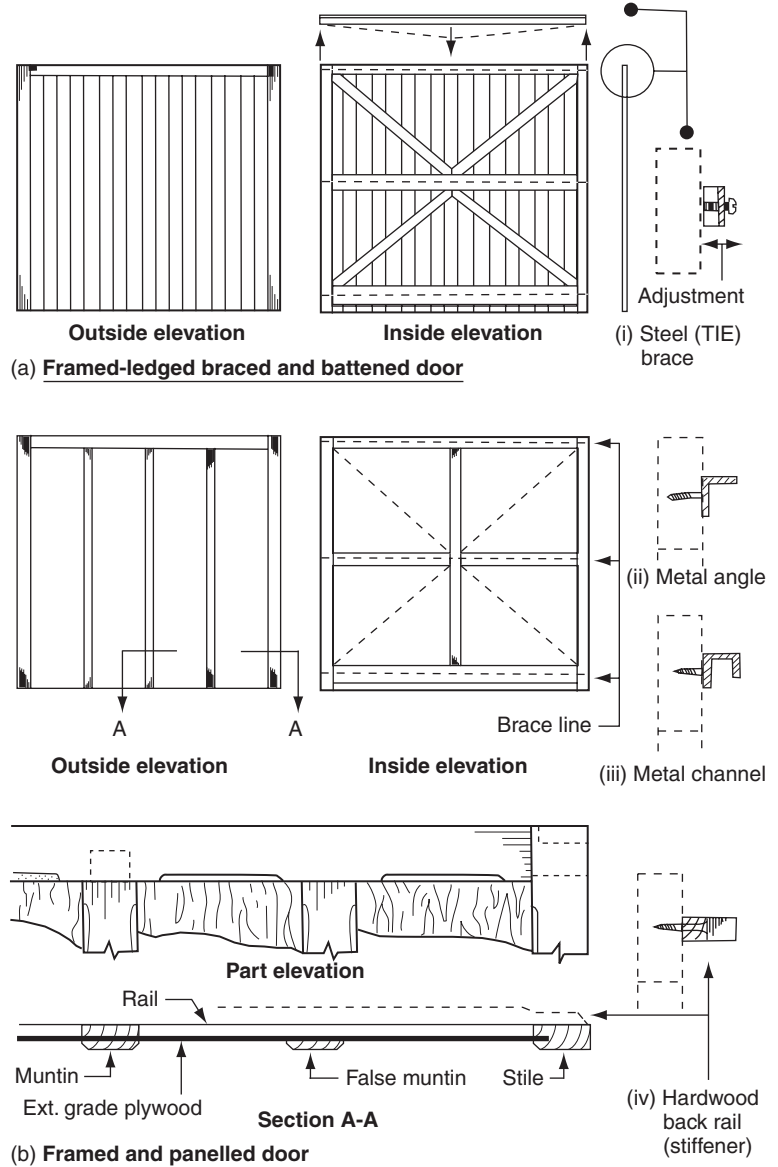 Outside elevation
Inside elevation
(a) Framed-ledged braced and battened door
Adjustment
(i) Steel (TIE)
brace
A
A
Outside elevation
Inside elevation
Brace line
(ii) Metal angle
(iii) Metal channel
Part elevation
Rail
Muntin
False muntin
Stile
Ext. grade plywood
Section A-A
(b) Framed and panelled door
(iv) Hardwood
back rail
(stiffener)